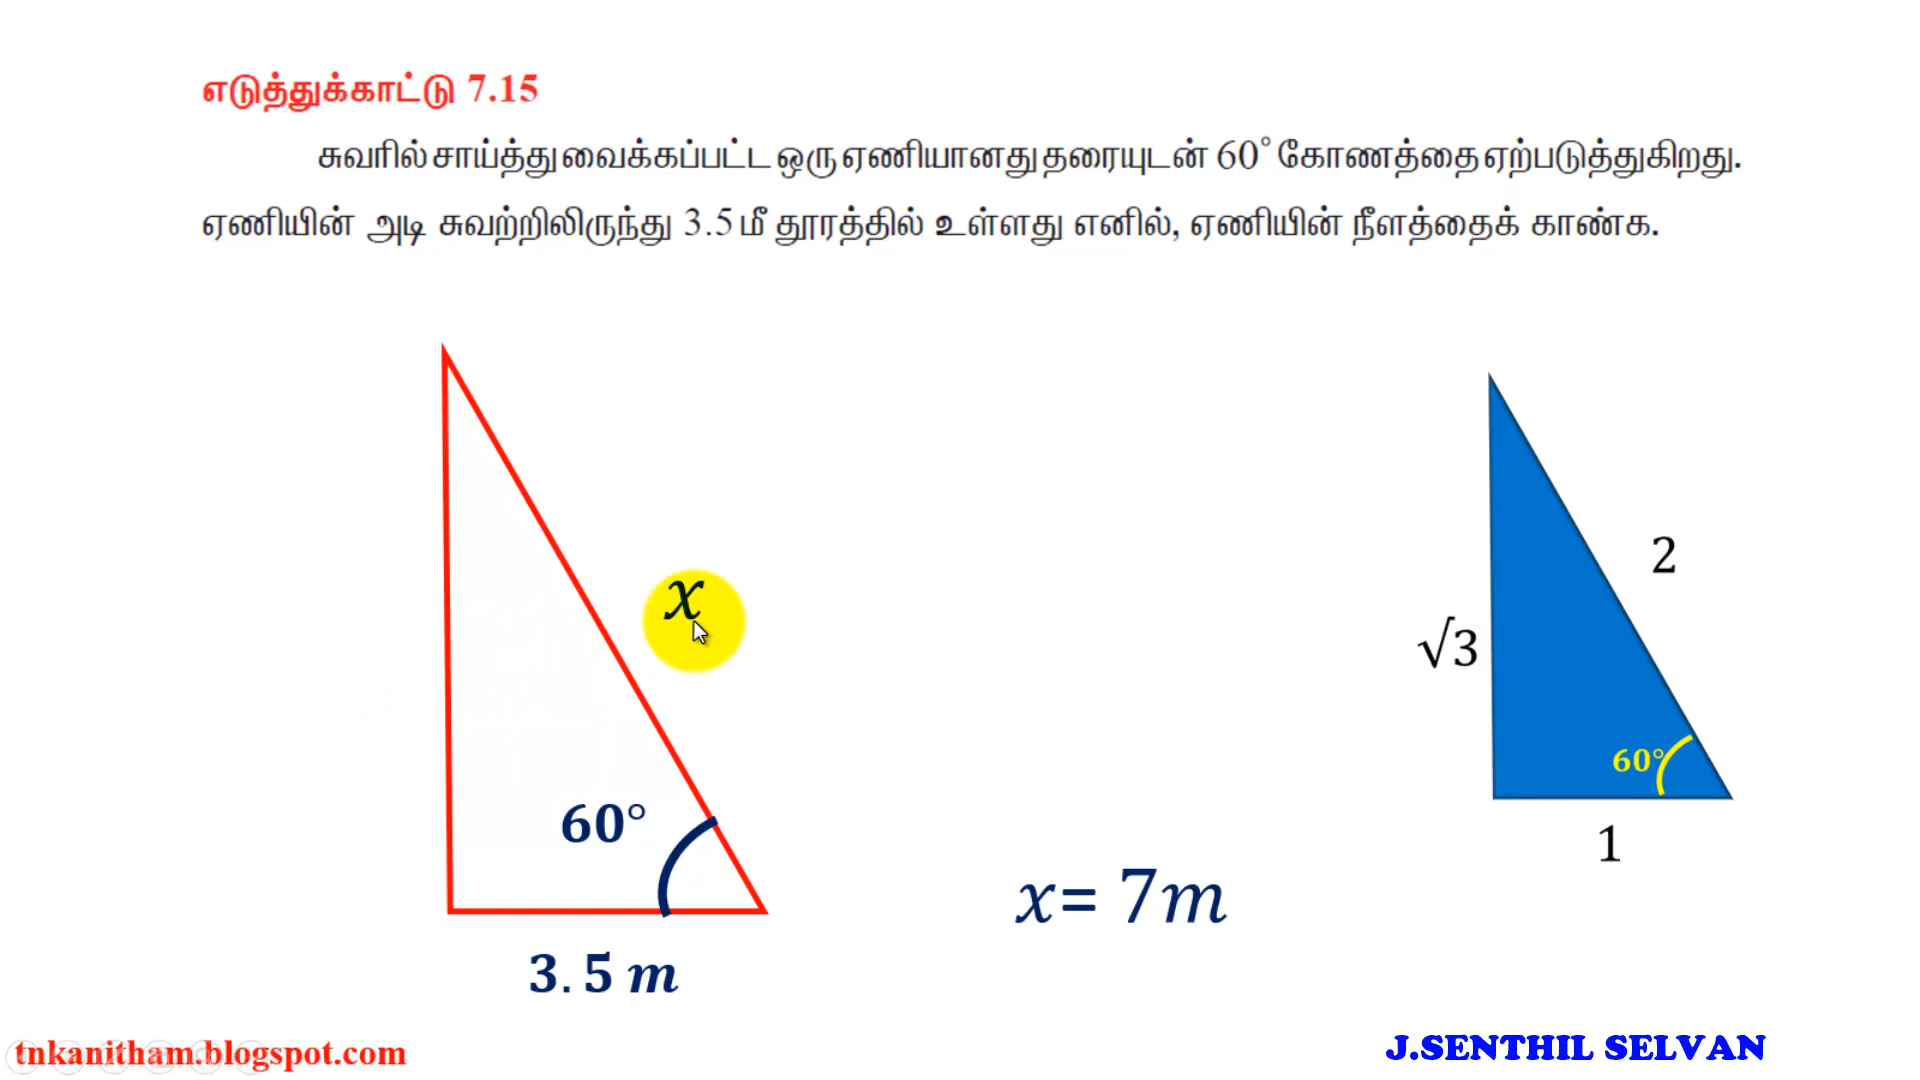 எடுத்துக்காட்டு 7.15
சுவரில் சாய்த்து வைக்கப்பட்ட ஒரு ஏணியானது தரையுடன் 60° கோணத்தை ஏற்படுத்துகிறது.
ஏணியின் அடி சுவற்றிலிருந்து 3.5 மீ தூரத்தில் உள்ளது எனில், ஏணியின் நீளத்தைக் காண்க.
x
2
√3
60°
60°
1
x= 7m
3.5 m
tnkanitham.blogspot.com
J.SENTHIL SELVAN